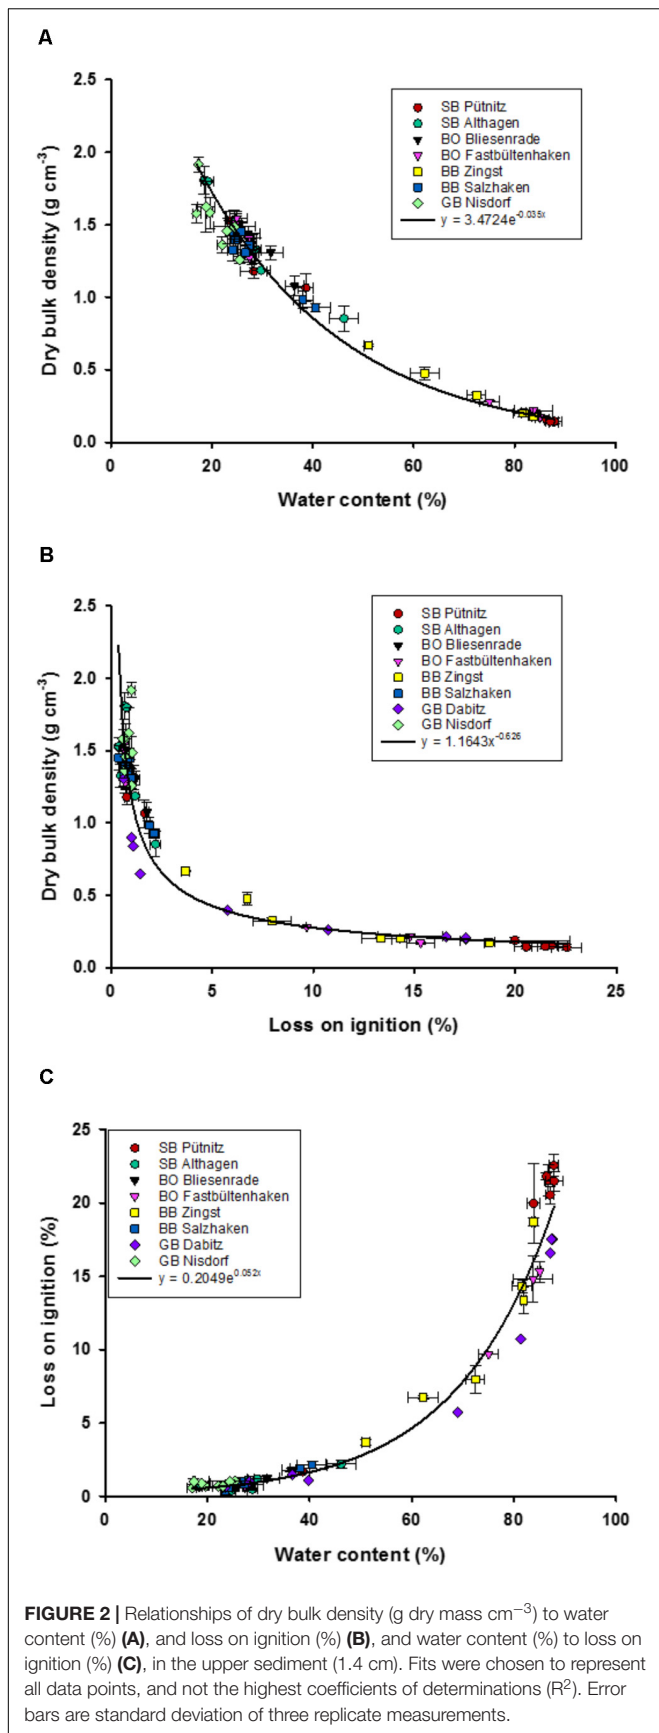 A
2.5
2.0
1.5
1.0
0.5
0.0
Dry bulk density (g cm-3)
SB Pütnitz
SB Althagen
BO Bliesenrade
BO Fastbültenhaken
BB Zingst
BB Salzhaken
GB Nisdorf
y = 3.4724e-0.035x
0 20 40 60 80 100
Water content (%)
B
2.5
2.0
1.5
1.0
0.5
0.0
Dry bulk density (g cm-3)
SB Pütnitz
SB Althagen
BO Bliesenrade
BO Fastbültenhaken
BB Zingst
BB Salzhaken
GB Dabitz
GB Nisdorf
y = 1.1643x-0.626
0 5 10 15 20 25
Loss on ignition (%)
C
25
20
15
10
5
0
Loss on ignition (%)
SB Pütnitz
SB Althagen
BO Bliesenrade
BO Fastbültenhaken
BB Zingst
BB Salzhaken
GB Dabitz
GB Nisdorf
y = 0.2049e0.052x
0 20 40 60 80 100
Water content (%)
FIGURE 2 | Relationships of dry bulk density (g dry mass cm−3) to water
content (%) (A), and loss on ignition (%) (B), and water content (%) to loss on
ignition (%) (C), in the upper sediment (1.4 cm). Fits were chosen to represent
all data points, and not the highest coefficients of determinations (R2). Error
bars are standard deviation of three replicate measurements.